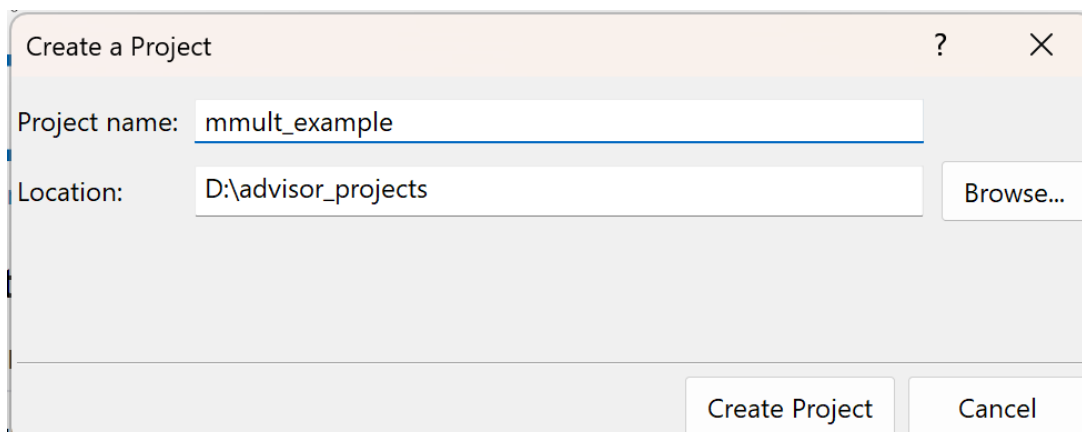 Create a Project ? X
Project name: mmult_example
Location: D:\advisor_projects Browse...
Create Project Cancel